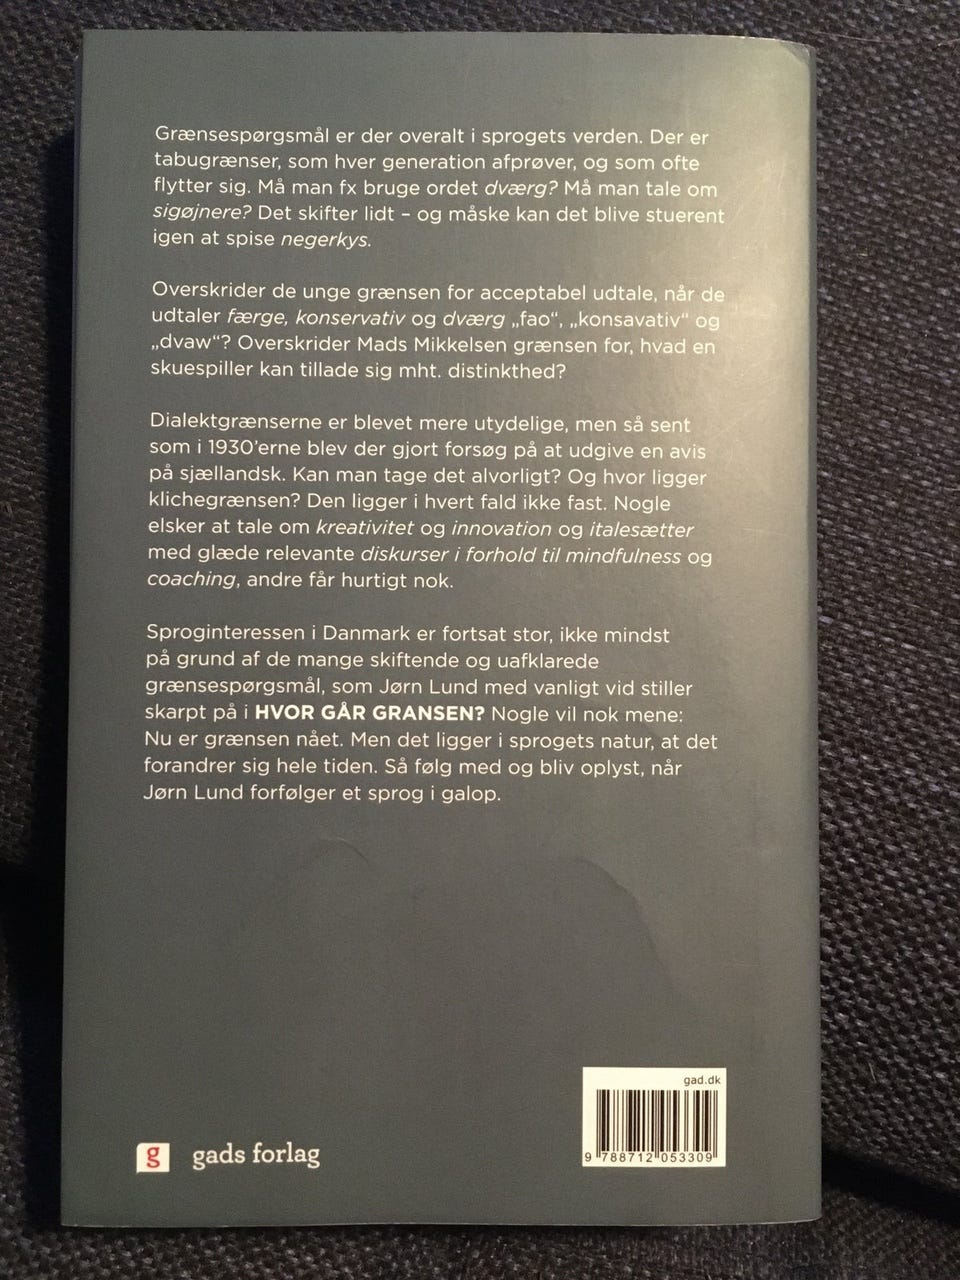 Grænsespørgsmål er der overalt i sprogets verden. Der er
tabugrænser, som hver generation afprøver, og som ofte
flytter sig. Må man fx bruge ordet dværg? Må man tale om
sigøjnere? Det skifter lidt – og måske kan det blive stuerent
igen at spise negerkys.
Overskrider de unge grænsen for acceptabel udtale, når de
udtaler færge, konservativ og dværg „fao“, „konsavativ“ og
„dvaw“? Overskrider Mads Mikkelsen grænsen for, hvad en
skuespiller kan tillade sig mht. distinkthed?
Dialektgrænserne er blevet mere utydelige, men så sent
som i 1930’erne blev der gjort forsøg på at udgive en avis
på sjællandsk. Kan man tage det alvorligt? Og hvor ligger
klichegrænsen? Den ligger i hvert fald ikke fast. Nogle
elsker at tale om kreativitet og innovation og italesætter
med glæde relevante diskurser i forhold til mindfulness og
coaching, andre får hurtigt nok.
Sproginteressen i Danmark er fortsat stor, ikke mindst
på grund af de mange skiftende og uafklarede
grænsespørgsmål, som Jørn Lund med vanligt vid stiller
skarpt på i HVOR GÅR GRANSEN? Nogle vil nok mene:
Nu er grænsen nået. Men det ligger i sprogets natur, at det
forandrer sig hele tiden. Så følg med og bliv oplyst, når
Jørn Lund forfølger et sprog i galop.
gad.dk
9 788712 053309
g gads forlag